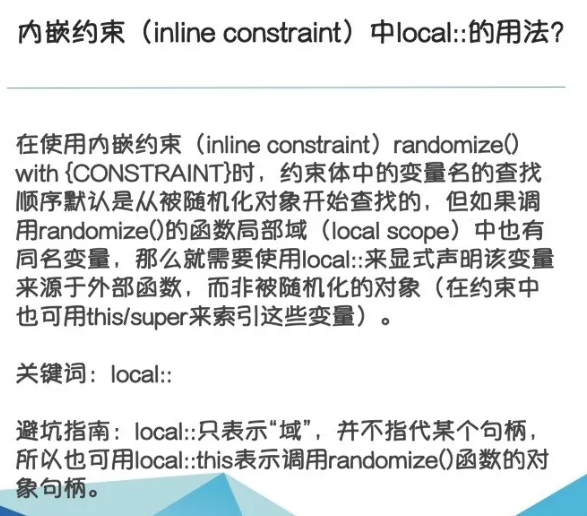 内嵌约束（inline constraint）中local::的用法?
在使用内嵌约束（inline constraint）randomize()
with {CONSTRAINT}时，约束体中的变量名的查找
顺序默认是从被随机化对象开始查找的，但如果调
用randomize()的函数局部域（local scope）中也有
同名变量，那么就需要使用local::来显式声明该变量
来源于外部函数，而非被随机化的对象（在约束中
也可用this/super来索引这些变量）。
关键词：local::
避坑指南：local::只表示“域”，并不指代某个句柄，
所以也可用local::this表示调用randomize()函数的对
象句柄。